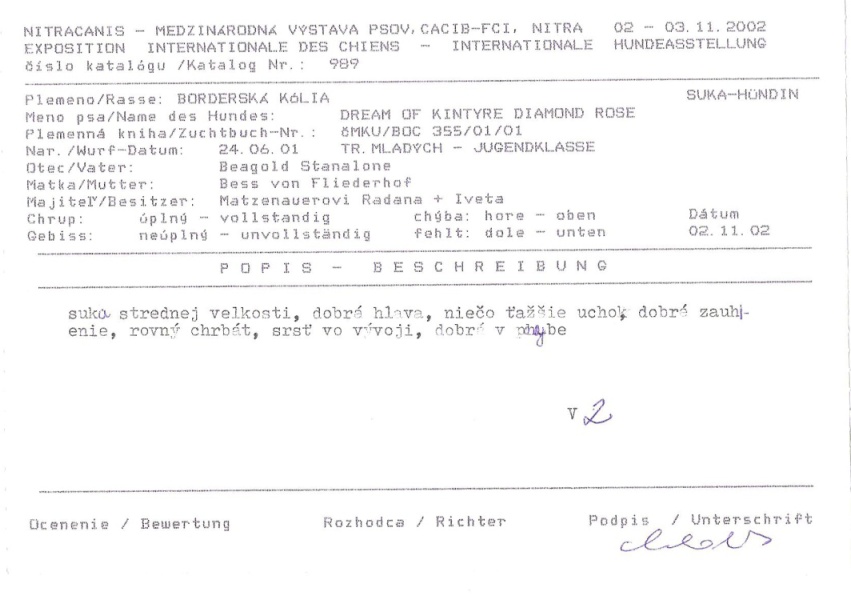 NITRACANIS - MEDZINÁRODNÁ VÝSTAVA PSOV, CACIB-FCI, NITRA 02 - 03.11.2002
EXPOSITION INTERNATIONALE DES CHIENS - INTERNATIONALE HUNDEASSTELLUNG
číslo katalógu /Katalog Nr.: 989
Plemeno/Rasse: BORDERSKÁ KóLIA SUKA-HÜNDIN
Meno psa/Name des Hundes: DREAM OF KINTYRE DIAMOND ROSE
Plemenná kniha/Zuchtbuch-Nr.: čMKU/BOC 355/01/01
Nar./Wurf-Datum: 24.06.01 TR.MLADÝCH - JUGENDKLASSE
Otec/Vater: Beagold Stanalone
Matka/Mutter: Bess von Fliederhof
Majiteľ/Besitzer: Matzenauerovi Radana + Iveta
Chrup: úplný - vollstandig chýba: hore - oben Dátum
Gebiss: neúplný - unvollständig fehlt: dole - unten 02.11.02
POPIS - BESCHREIBUNG
suka strednej velkosti, dobrá hlava, niečo ťažšie ucho, dobré zauhj-
enie, rovný chrbát, srsť vo vývoji, dobrá v phybe
V 2
Ocenenie / Bewertung Rozhodca / Richter Podpis / Unterschrift